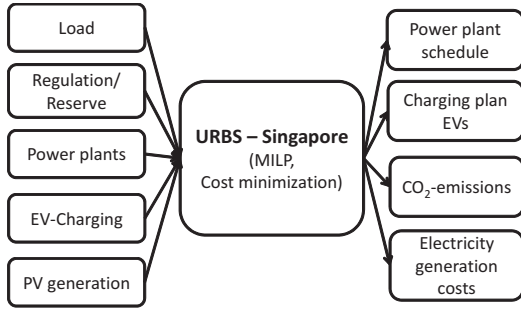 Load
Regulation/
Reserve
Power plants
EV-Charging
PV generation
URBS – Singapore
(MILP,
Cost minimization)
Power plant
schedule
Charging plan
EVs
CO₂-emissions
Electricity
generation
costs